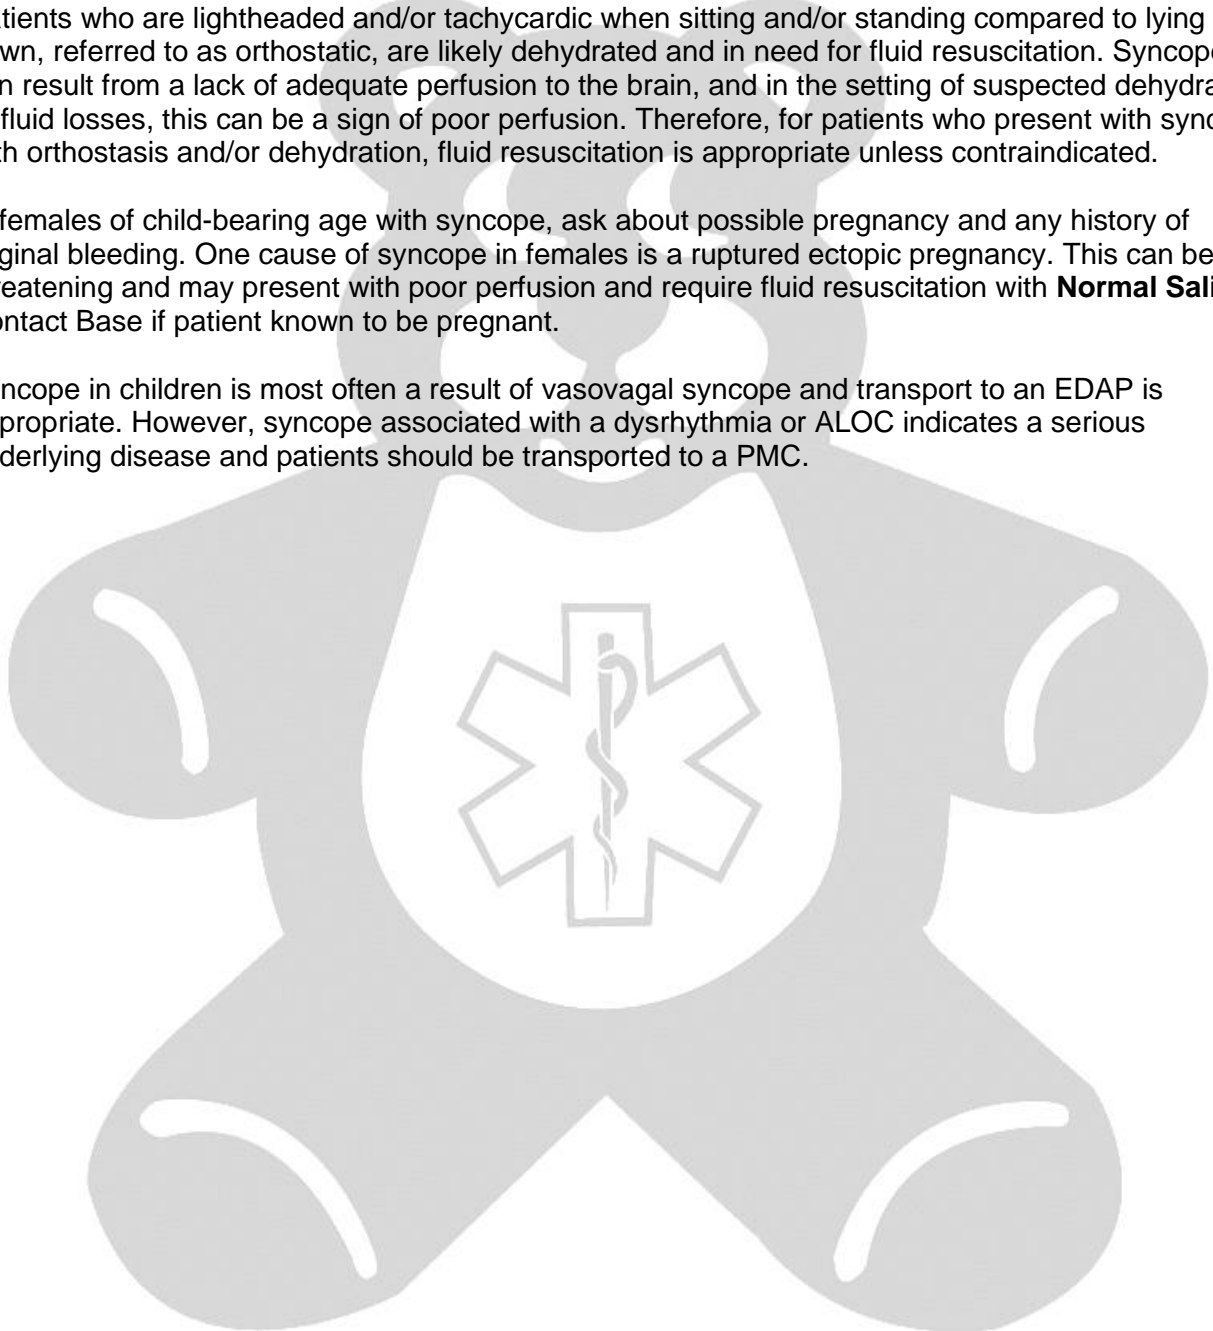 atients who are lightheaded and/or tachycardic when sitting and/or standing compared to lying
wn, referred to as orthostatic, are likely dehydrated and in need for fluid resuscitation. Syncope
n result from a lack of adequate perfusion to the brain, and in the setting of suspected dehydra
fluid losses, this can be a sign of poor perfusion. Therefore, for patients who present with sync
th orthostasis and/or dehydration, fluid resuscitation is appropriate unless contraindicated.
females of child-bearing age with syncope, ask about possible pregnancy and any history of
ginal bleeding. One cause of syncope in females is a ruptured ectopic pregnancy. This can be
reatening and may present with poor perfusion and require fluid resuscitation with Normal Sali
ontact Base if patient known to be pregnant.
ncope in children is most often a result of vasovagal syncope and transport to an EDAP is
propriate. However, syncope associated with a dysrhythmia or ALOC indicates a serious
derlying disease and patients should be transported to a PMC.